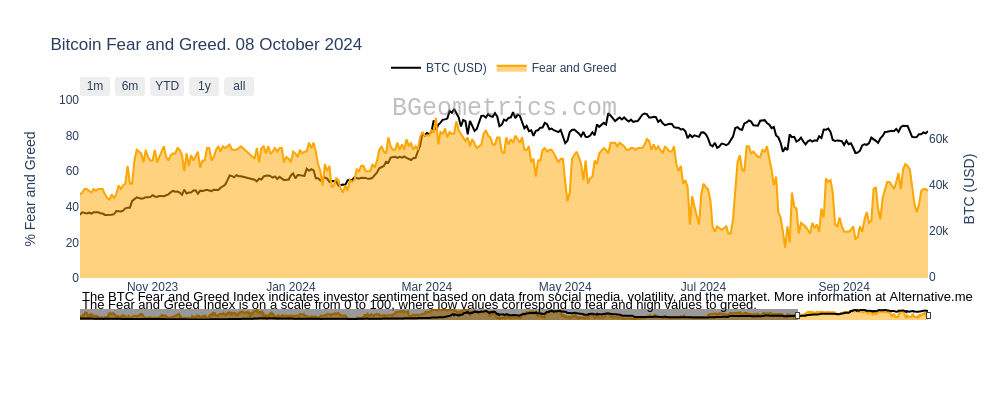 Bitcoin Fear and Greed. 08 October 2024
BTC (USD) Fear and Greed
1m 6m YTD 1y all
BGeometrics.com
100
80
60
40
20
0
% Fear and Greed
60k
40k
20k
0
BTC (USD)
Nov 2023 Jan 2024 Mar 2024 May 2024 Jul 2024 Sep 2024
The BTC Fear and Greed Index indicates investor sentiment based on data from social media, volatility, and the market. More information at Alternative.me
The Fear and Greed Index is on a scale from 0 to 100, where low values correspond to fear and high values to greed.